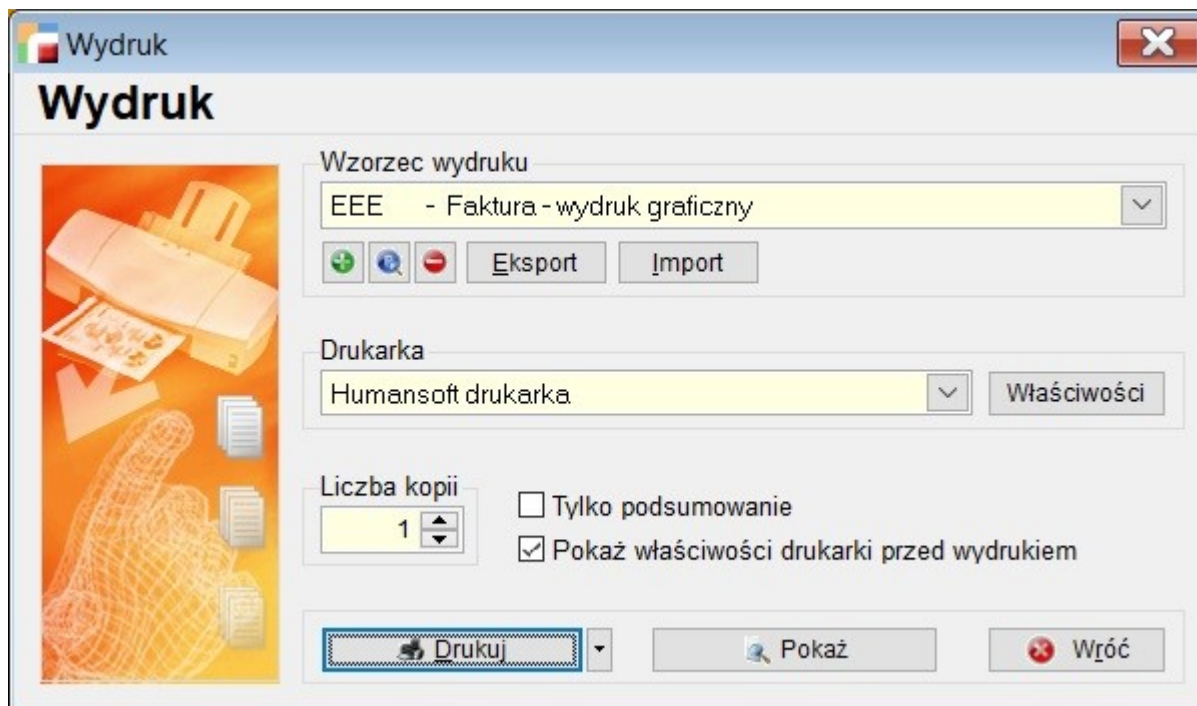 Wydruk
Wydruk
Wzorzec wydruku
EEE - Faktura - wydruk graficzny
Eksport Import
Drukarka
Humansoft drukarka Właściwości
Liczba kopii
1
Tylko podsumowanie
Pokaż właściwości drukarki przed wydrukiem
Drukuj Pokaż Wróć